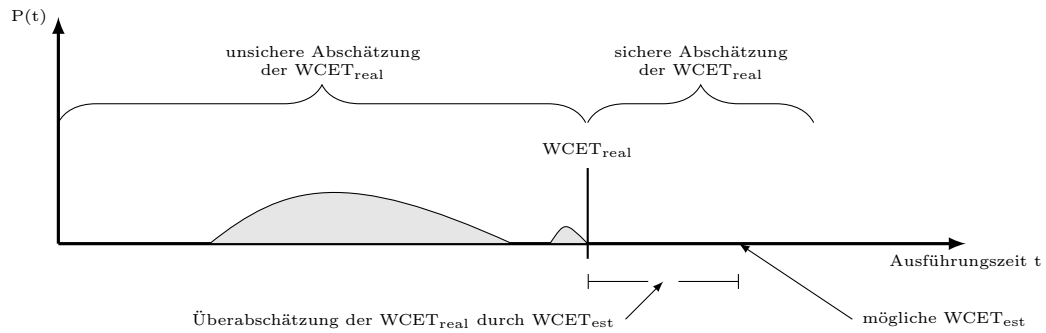 P(t)
unsichere Abschätzung
der WCET_real
sichere Abschätzung
der WCET_real
WCET_real
Ausführungszeit t
Überabschätzung der WCET_real durch WCET_est
mögliche WCET_est